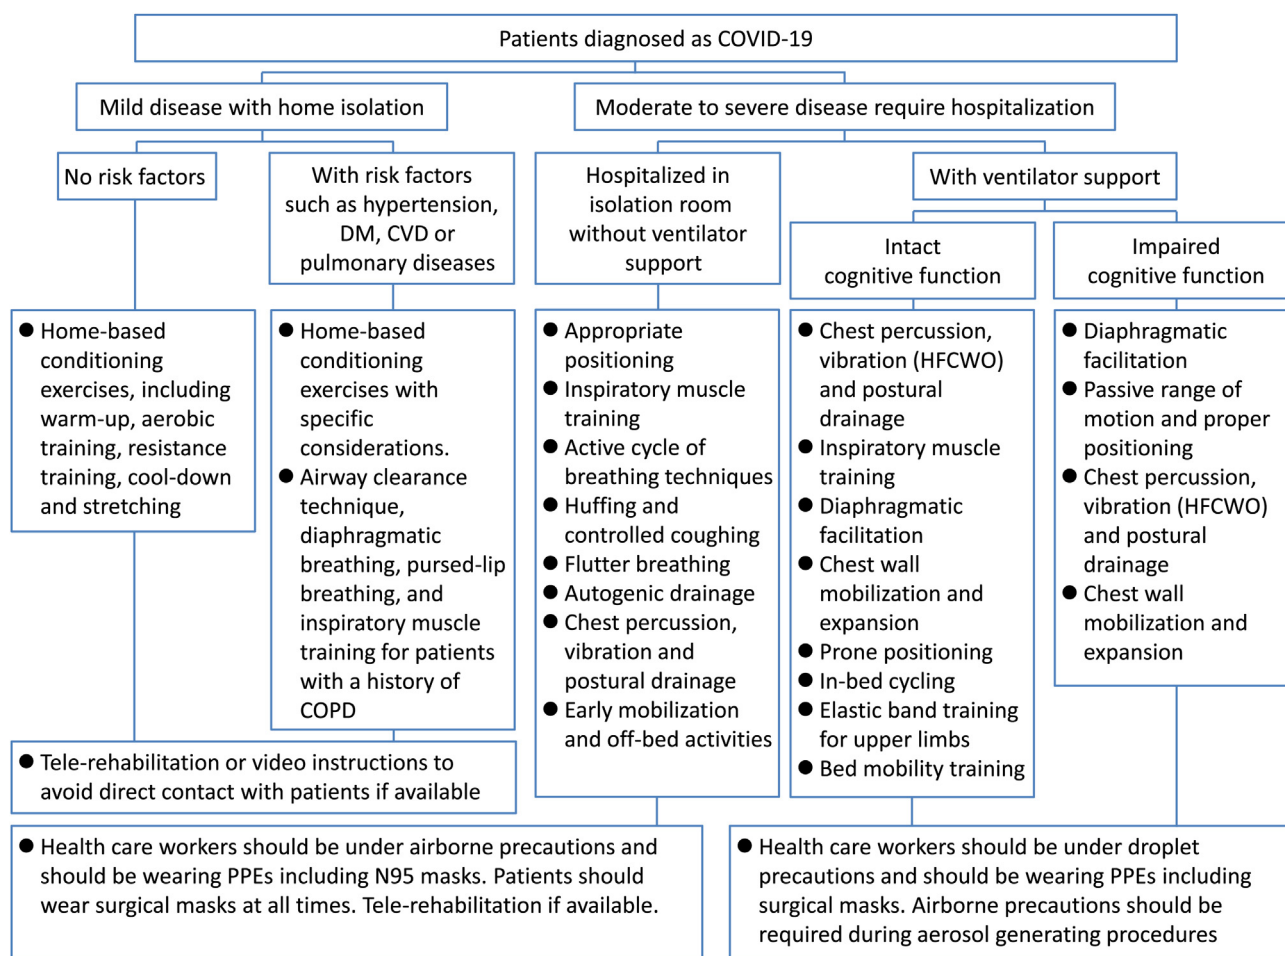 Patients diagnosed as COVID-19
Mild disease with home isolation
Moderate to severe disease require hospitalization
No risk factors
With risk factors
such as hypertension,
DM, CVD or
pulmonary diseases
Hospitalized in
isolation room
without ventilator
support
With ventilator support
Intact
cognitive function
Impaired
cognitive function
● Home-based
conditioning
exercises, including
warm-up, aerobic
training, resistance
training, cool-down
and stretching
● Home-based
conditioning
exercises with
specific
considerations.
● Airway clearance
technique,
diaphragmatic
breathing, pursed-lip
breathing, and
inspiratory muscle
training for patients
with a history of
COPD
● Appropriate
positioning
● Inspiratory muscle
training
● Active cycle of
breathing techniques
● Huffing and
controlled coughing
● Flutter breathing
● Autogenic drainage
● Chest percussion,
vibration and
postural drainage
● Early mobilization
and off-bed activities
● Chest percussion,
vibration (HFCWO)
and postural
drainage
● Inspiratory muscle
training
● Diaphragmatic
facilitation
● Chest wall
mobilization and
expansion
● Prone positioning
● In-bed cycling
● Elastic band training
for upper limbs
● Bed mobility training
● Diaphragmatic
facilitation
● Passive range of
motion and proper
positioning
● Chest percussion,
vibration (HFCWO)
and postural
drainage
● Chest wall
mobilization and
expansion
● Tele-rehabilitation or video instructions to
avoid direct contact with patients if available
● Health care workers should be under airborne precautions and
should be wearing PPEs including N95 masks. Patients should
wear surgical masks at all times. Tele-rehabilitation if available.
● Health care workers should be under droplet
precautions and should be wearing PPEs including
surgical masks. Airborne precautions should be
required during aerosol generating procedures